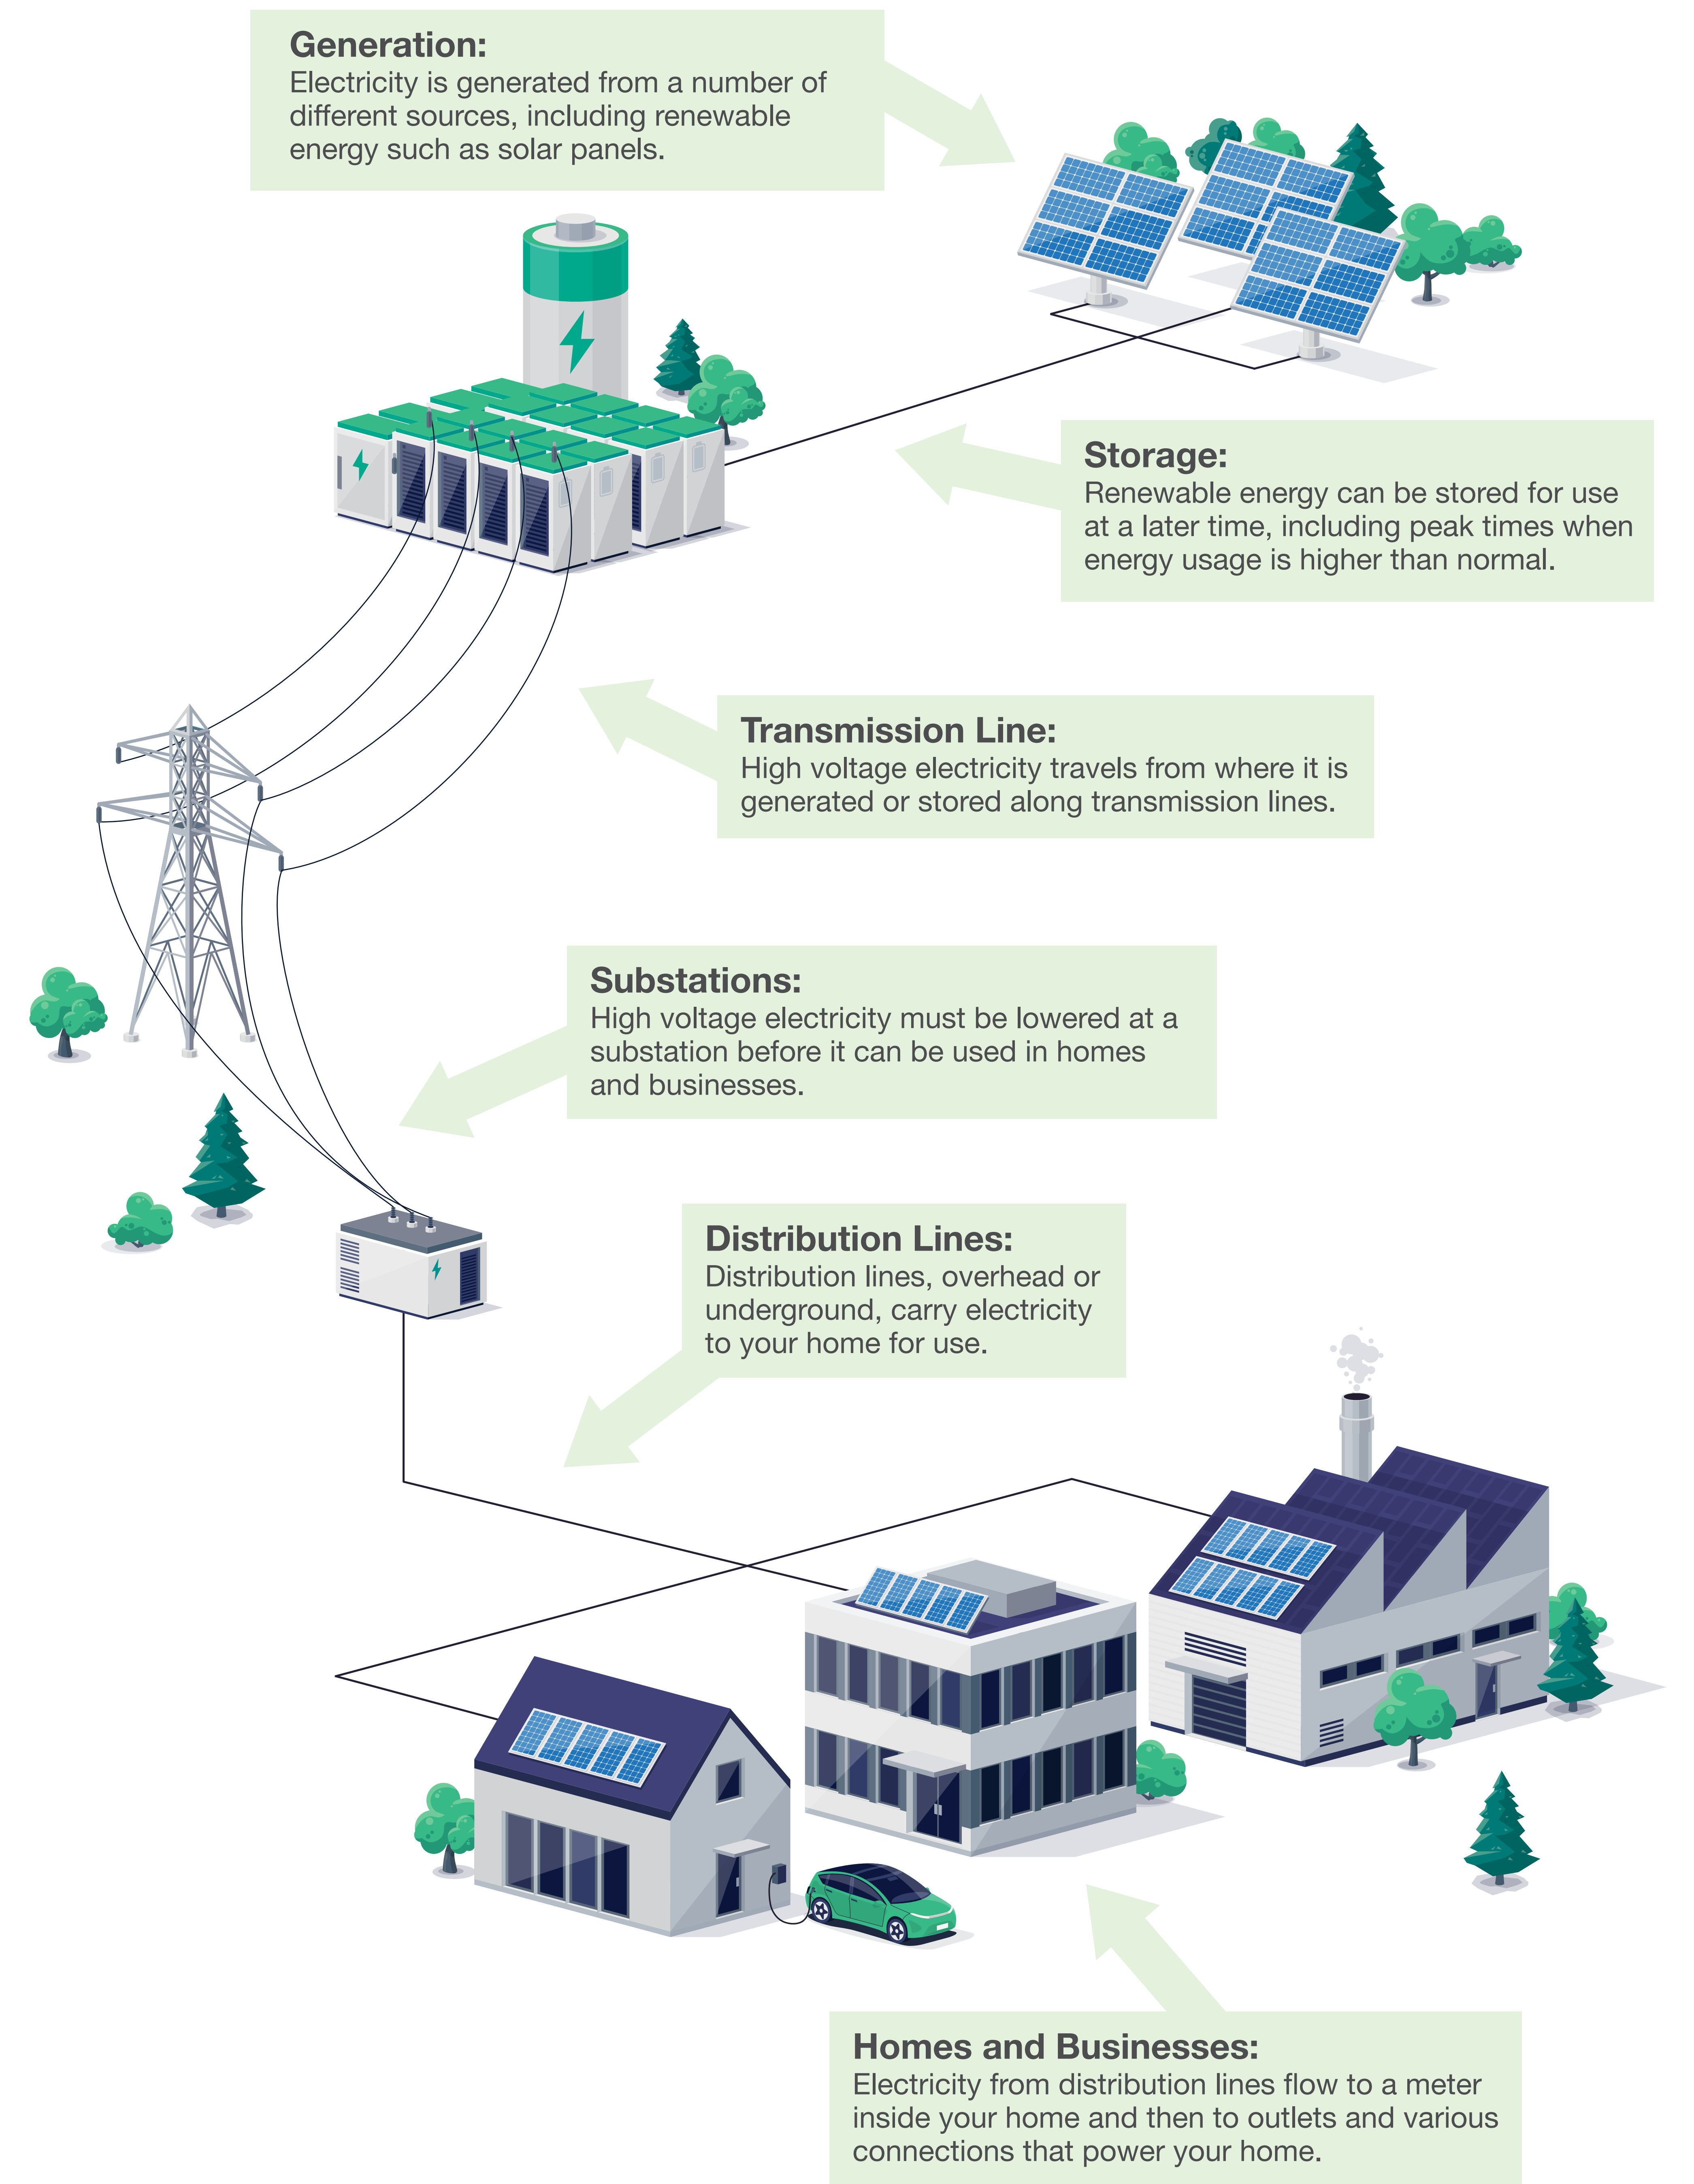 Generation:
Electricity is generated from a number of
different sources, including renewable
energy such as solar panels.
Storage:
Renewable energy can be stored for use
at a later time, including peak times when
energy usage is higher than normal.
Transmission Line:
High voltage electricity travels from where it is
generated or stored along transmission lines.
Substations:
High voltage electricity must be lowered at a
substation before it can be used in homes
and businesses.
Distribution Lines:
Distribution lines, overhead or
underground, carry electricity
to your home for use.
Homes and Businesses:
Electricity from distribution lines flow to a meter
inside your home and then to outlets and various
connections that power your home.